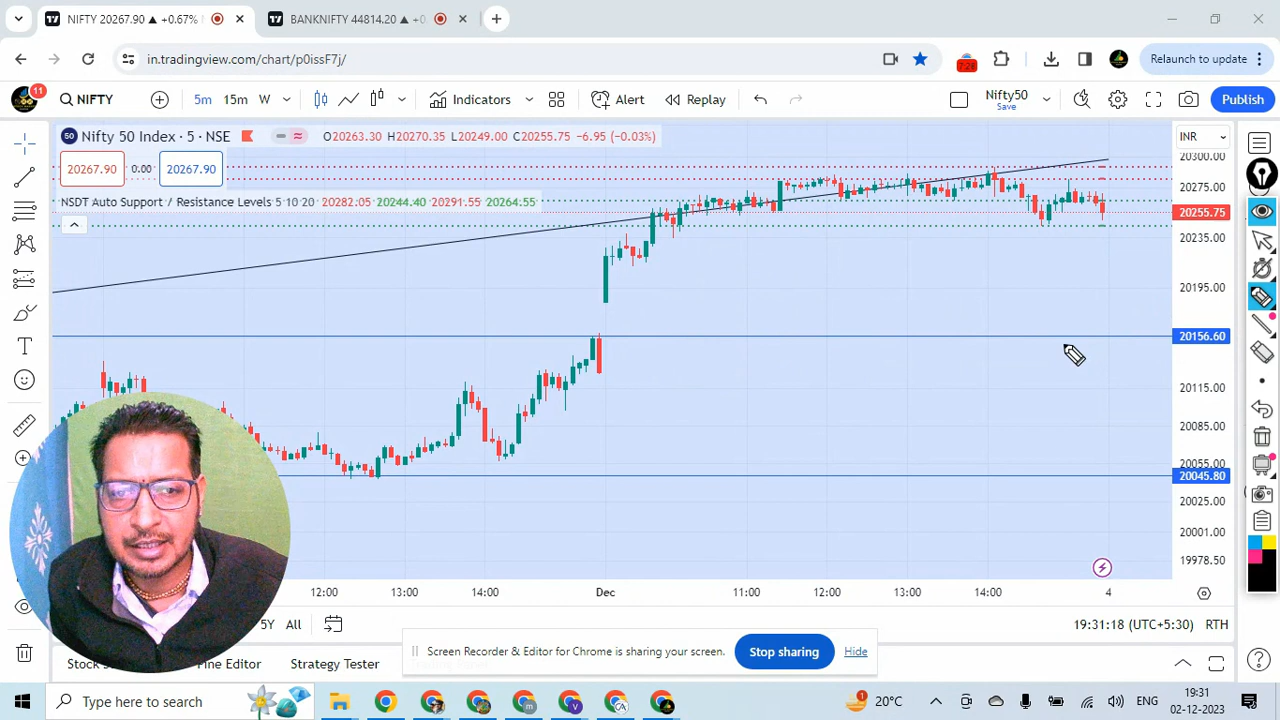 NIFTY 20267.90 ▲ +0.67%
BANKNIFTY 44814.20 ▲ +0
in.tradingview.com/chart/p0issF7j/
7:28
Relaunch to update
11
NIFTY
5m 15m W
Indicators
Alert
Replay
Nifty50
Save
Publish
50 Nifty 50 Index · 5 · NSE O20263.30 H20270.35 L20249.00 C20255.75 −6.95 (−0.03%)
INR
20267.90 0.00 20267.90
NSDT Auto Support / Resistance Levels 5 10 20 20282.05 20244.40 20291.55 20264.55
20300.00
20275.00
20255.75
20235.00
20195.00
20156.60
20115.00
20085.00
20055.00
20045.80
20025.00
20001.00
19978.50
12:00 13:00 14:00 Dec 11:00 12:00 13:00 14:00 4
5Y All
19:31:18 (UTC+5:30) RTH
Screen Recorder & Editor for Chrome is sharing your screen. Stop sharing Hide
Stock S
Pine Editor Strategy Tester
Type here to search
1 20°C
ENG
19:31
02-12-2023